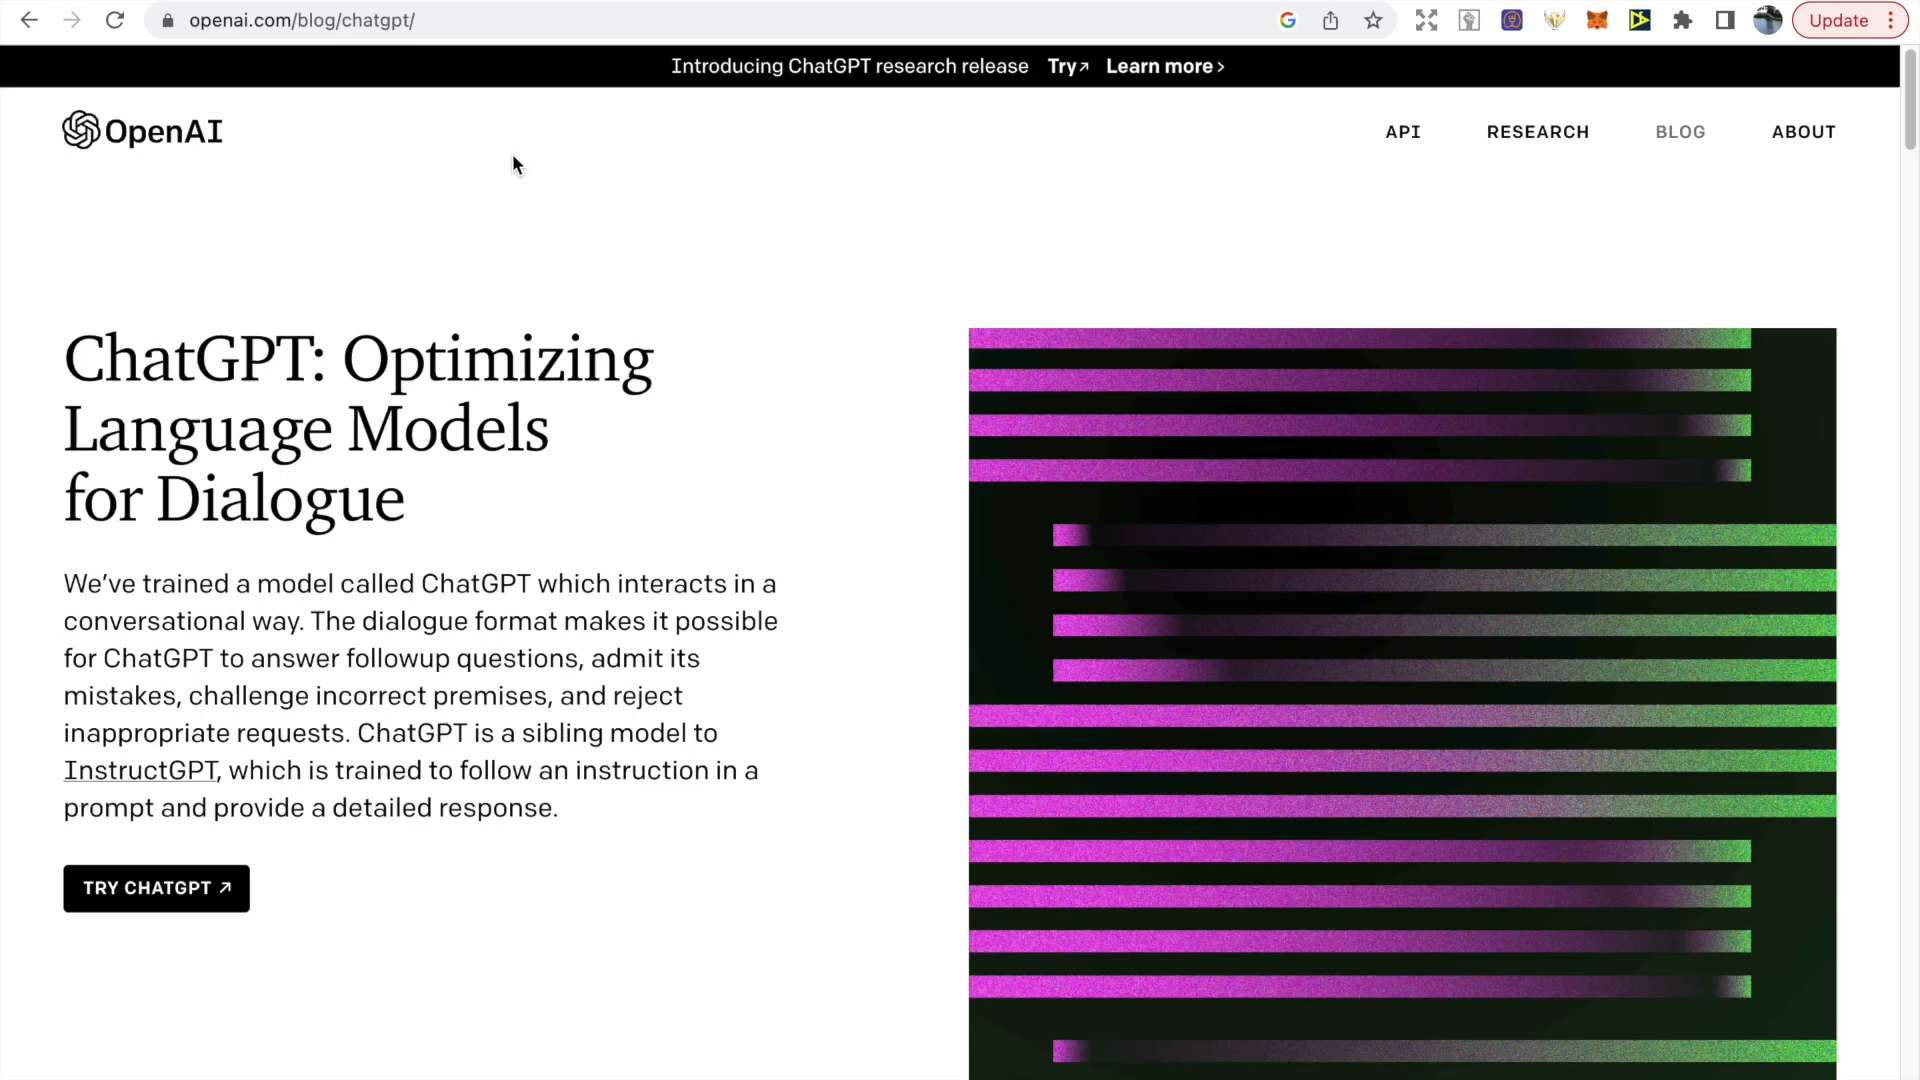 openai.com/blog/chatgpt/
Update
Introducing ChatGPT research release Try↗ Learn more >
OpenAI
API RESEARCH BLOG ABOUT
ChatGPT: Optimizing
Language Models
for Dialogue
We’ve trained a model called ChatGPT which interacts in a
conversational way. The dialogue format makes it possible
for ChatGPT to answer followup questions, admit its
mistakes, challenge incorrect premises, and reject
inappropriate requests. ChatGPT is a sibling model to
InstructGPT, which is trained to follow an instruction in a
prompt and provide a detailed response.
TRY CHATGPT ↗